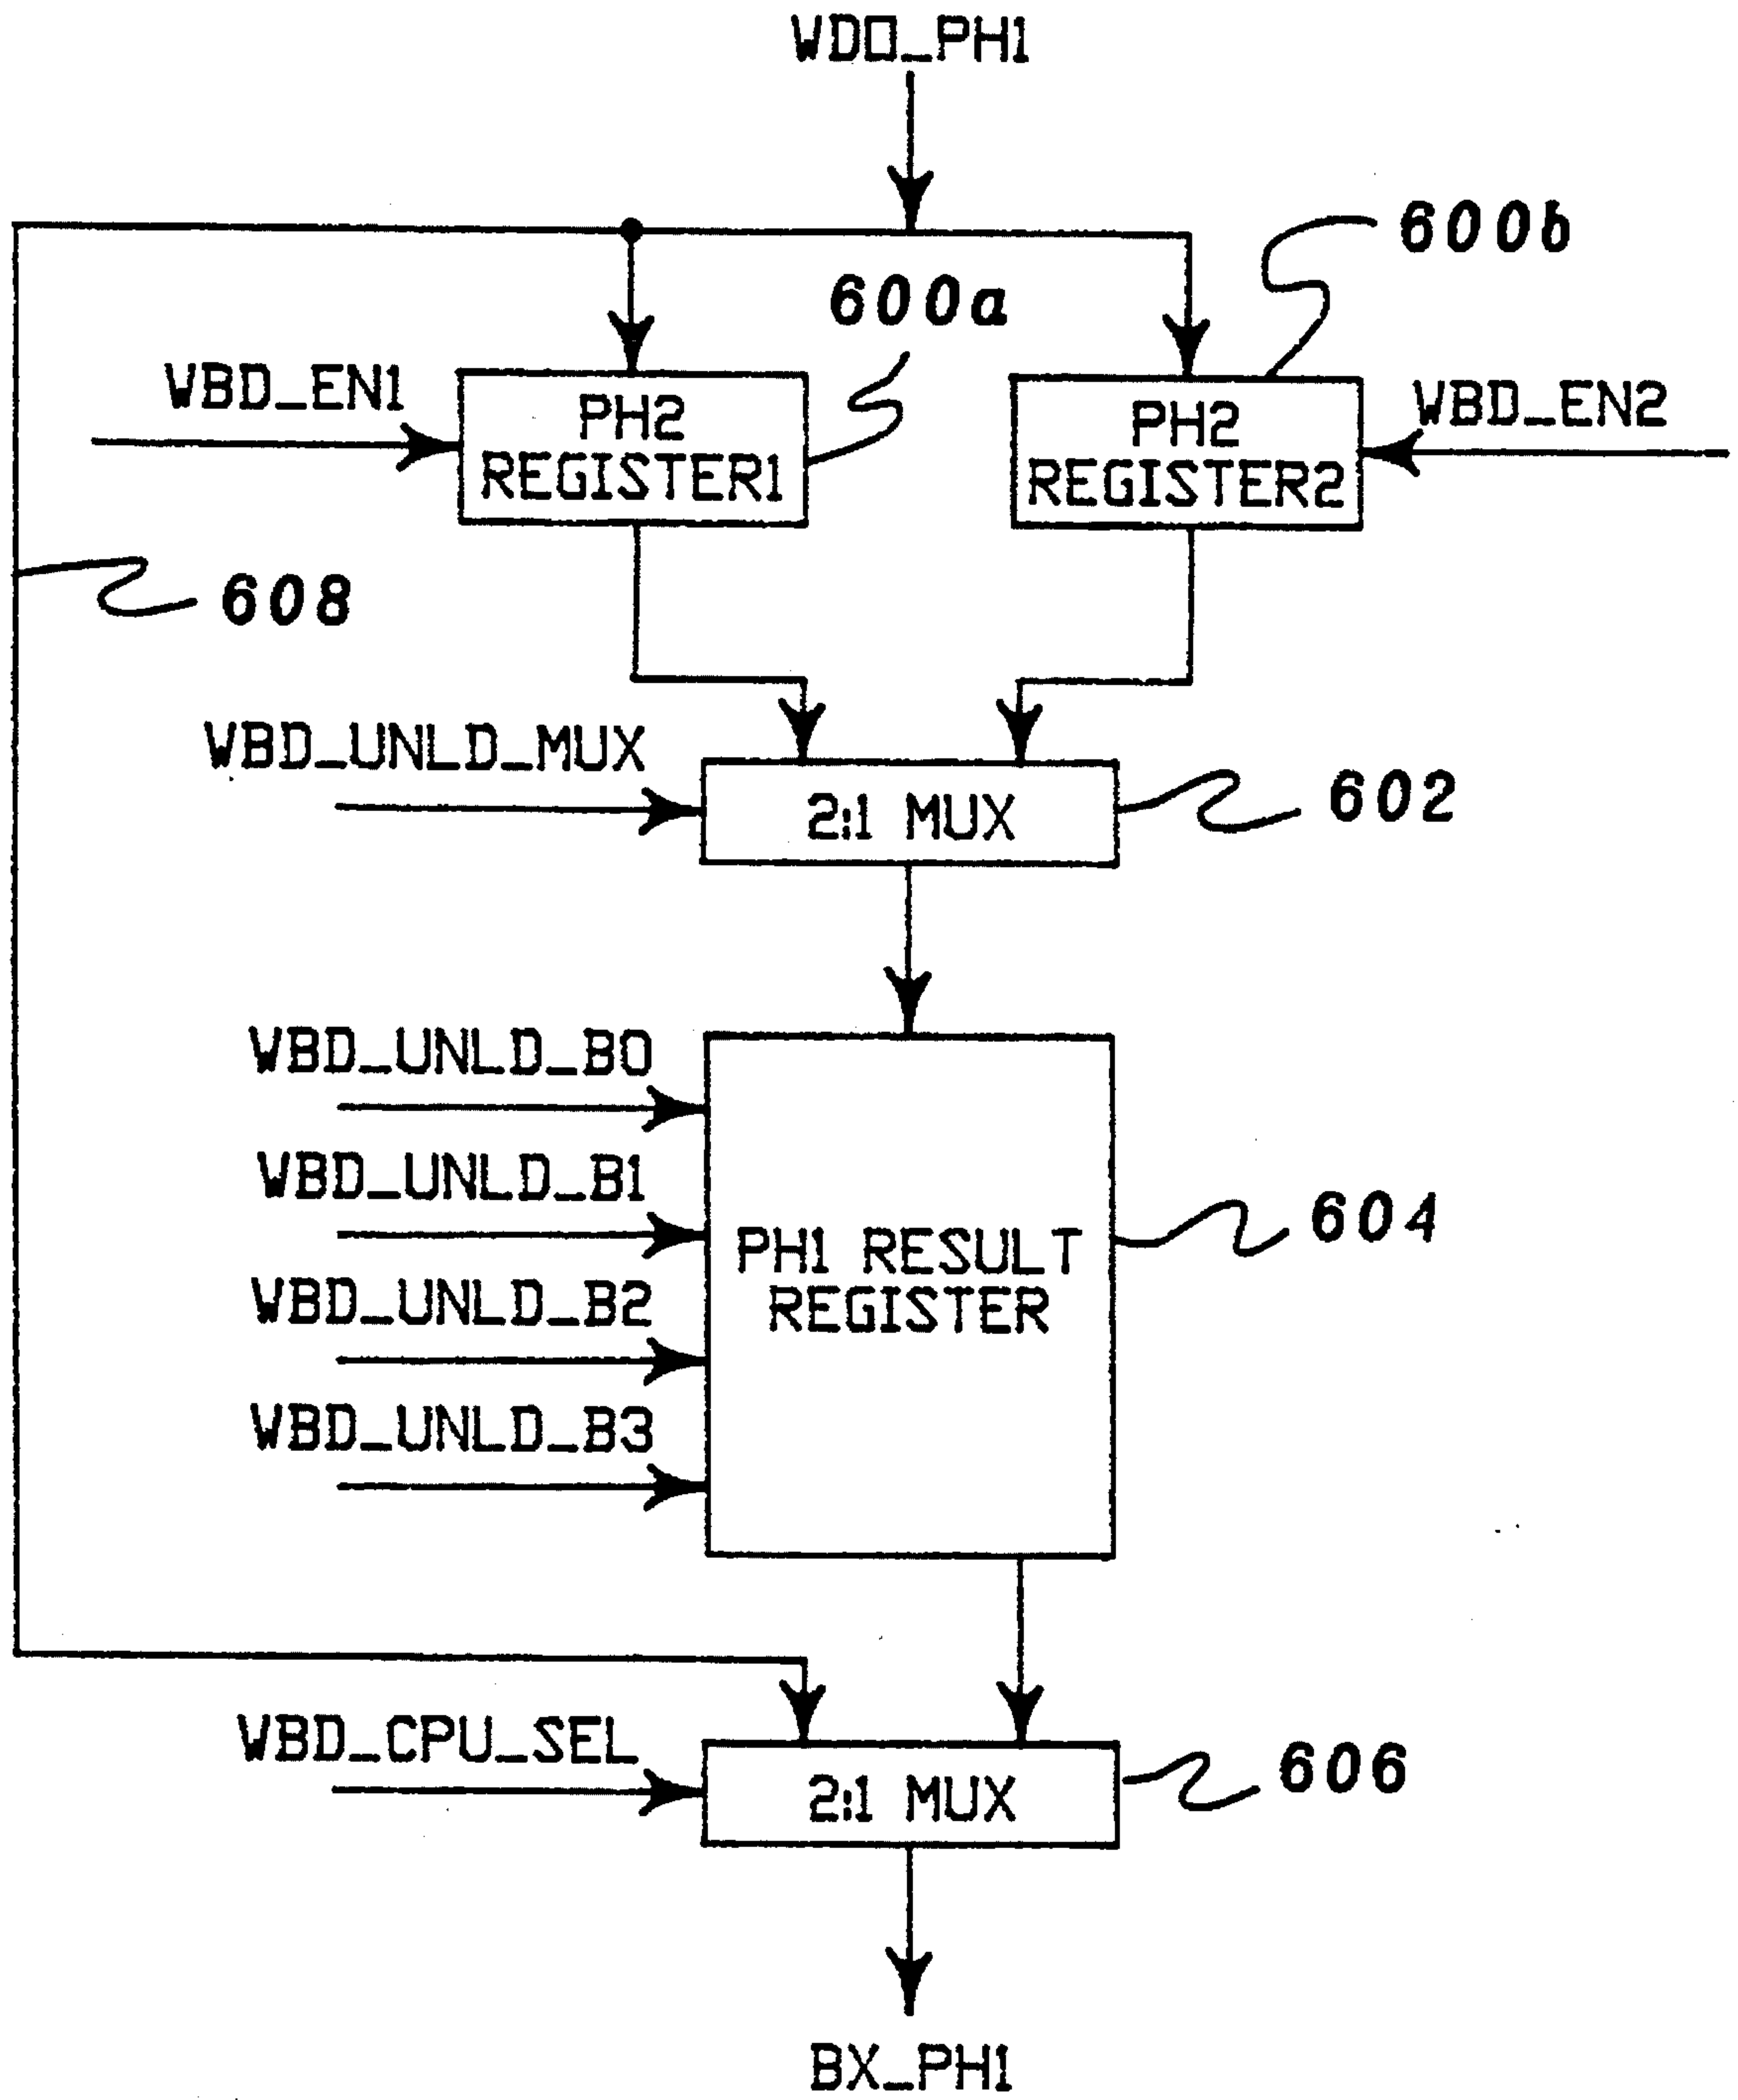 WDO_PH1
600b
600a
WBD_EN1
PH2
REGISTER1
PH2
REGISTER2
WBD_EN2
608
WBD_UNLD_MUX
2:1 MUX
602
WBD_UNLD_B0
WBD_UNLD_B1
WBD_UNLD_B2
WBD_UNLD_B3
PH1 RESULT
REGISTER
604
WBD_CPU_SEL
2:1 MUX
606
BX_PH1